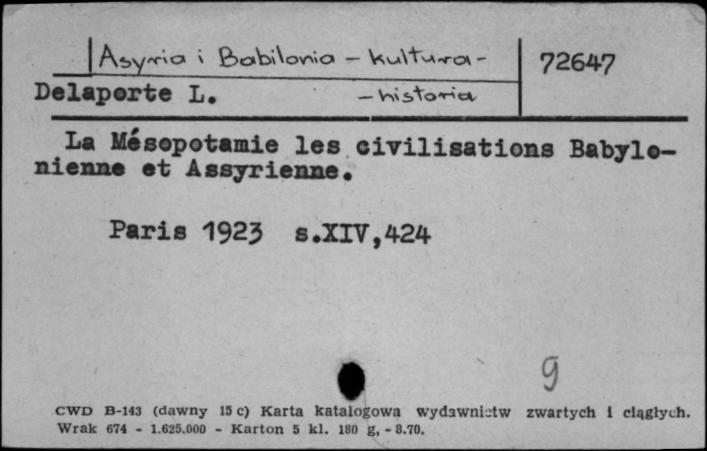 Asyria i Babilonia - kultura -
72647
Delaporte L.
- historia
La Mésopotamie les civilisations Babylo-
nienne et Assyrienne.
Paris 1923 s.XIV,424
9
CWD B-143 (dawny 15 c) Karta katalogowa wydawnictw zwartych i ciągłych.
Wrak 674 - 1.625.000 - Karton 5 kl. 180 g, - 8.70.